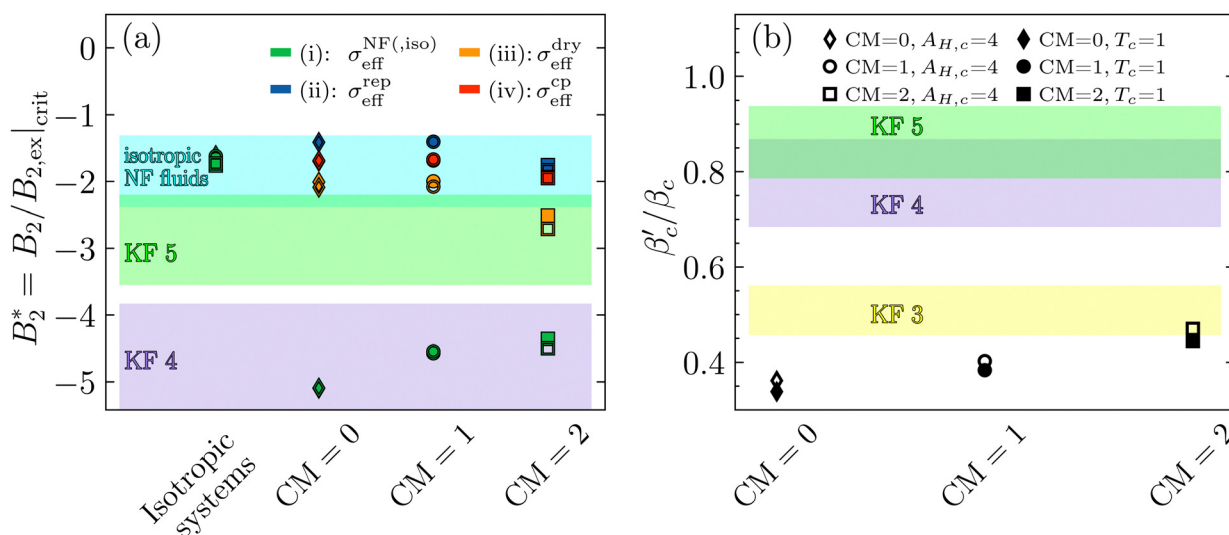 (a)
(i): σ_eff^NF(,iso)
(iii): σ_eff^dry
(ii): σ_eff^rep
(iv): σ_eff^cp
0
−1
−2
−3
−4
−5
B₂* = B₂/B₂,ex|crit
isotropic
NF fluids
KF 5
KF 4
Isotropic
systems
CM = 0
CM = 1
CM = 2
(b)
CM=0, A_H,c=4
CM=0, T_c=1
CM=1, A_H,c=4
CM=1, T_c=1
CM=2, A_H,c=4
CM=2, T_c=1
1.0
0.8
0.6
0.4
β′_c/β_c
KF 5
KF 4
KF 3
CM = 0
CM = 1
CM = 2